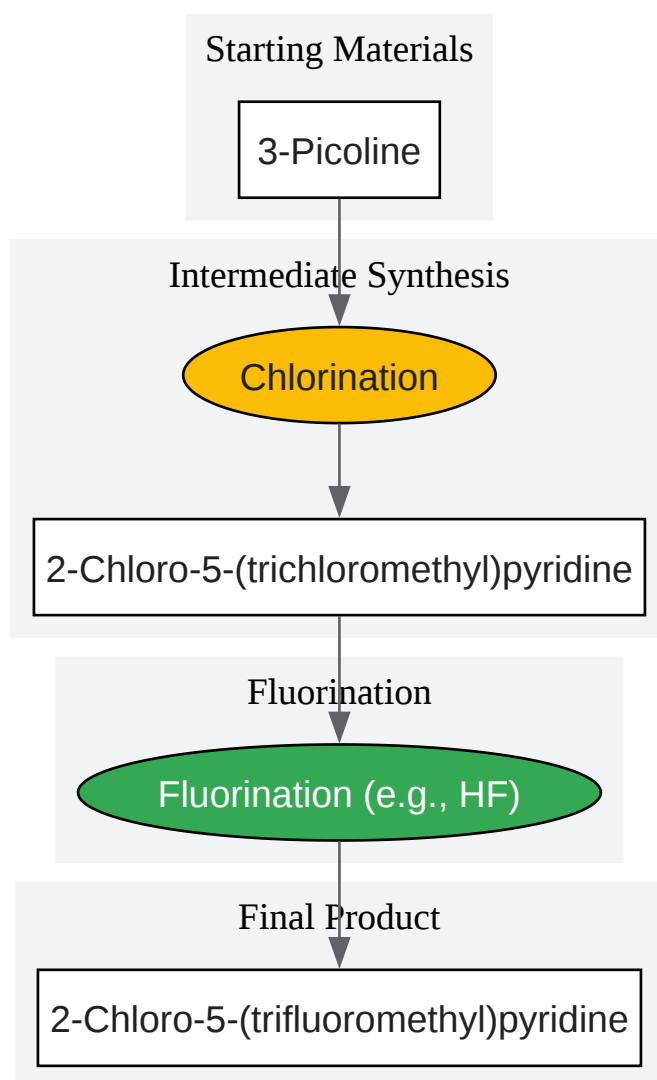 Starting Materials
3-Picoline
Intermediate Synthesis
Chlorination
2-Chloro-5-(trichloromethyl)pyridine
Fluorination
Fluorination (e.g., HF)
Final Product
2-Chloro-5-(trifluoromethyl)pyridine